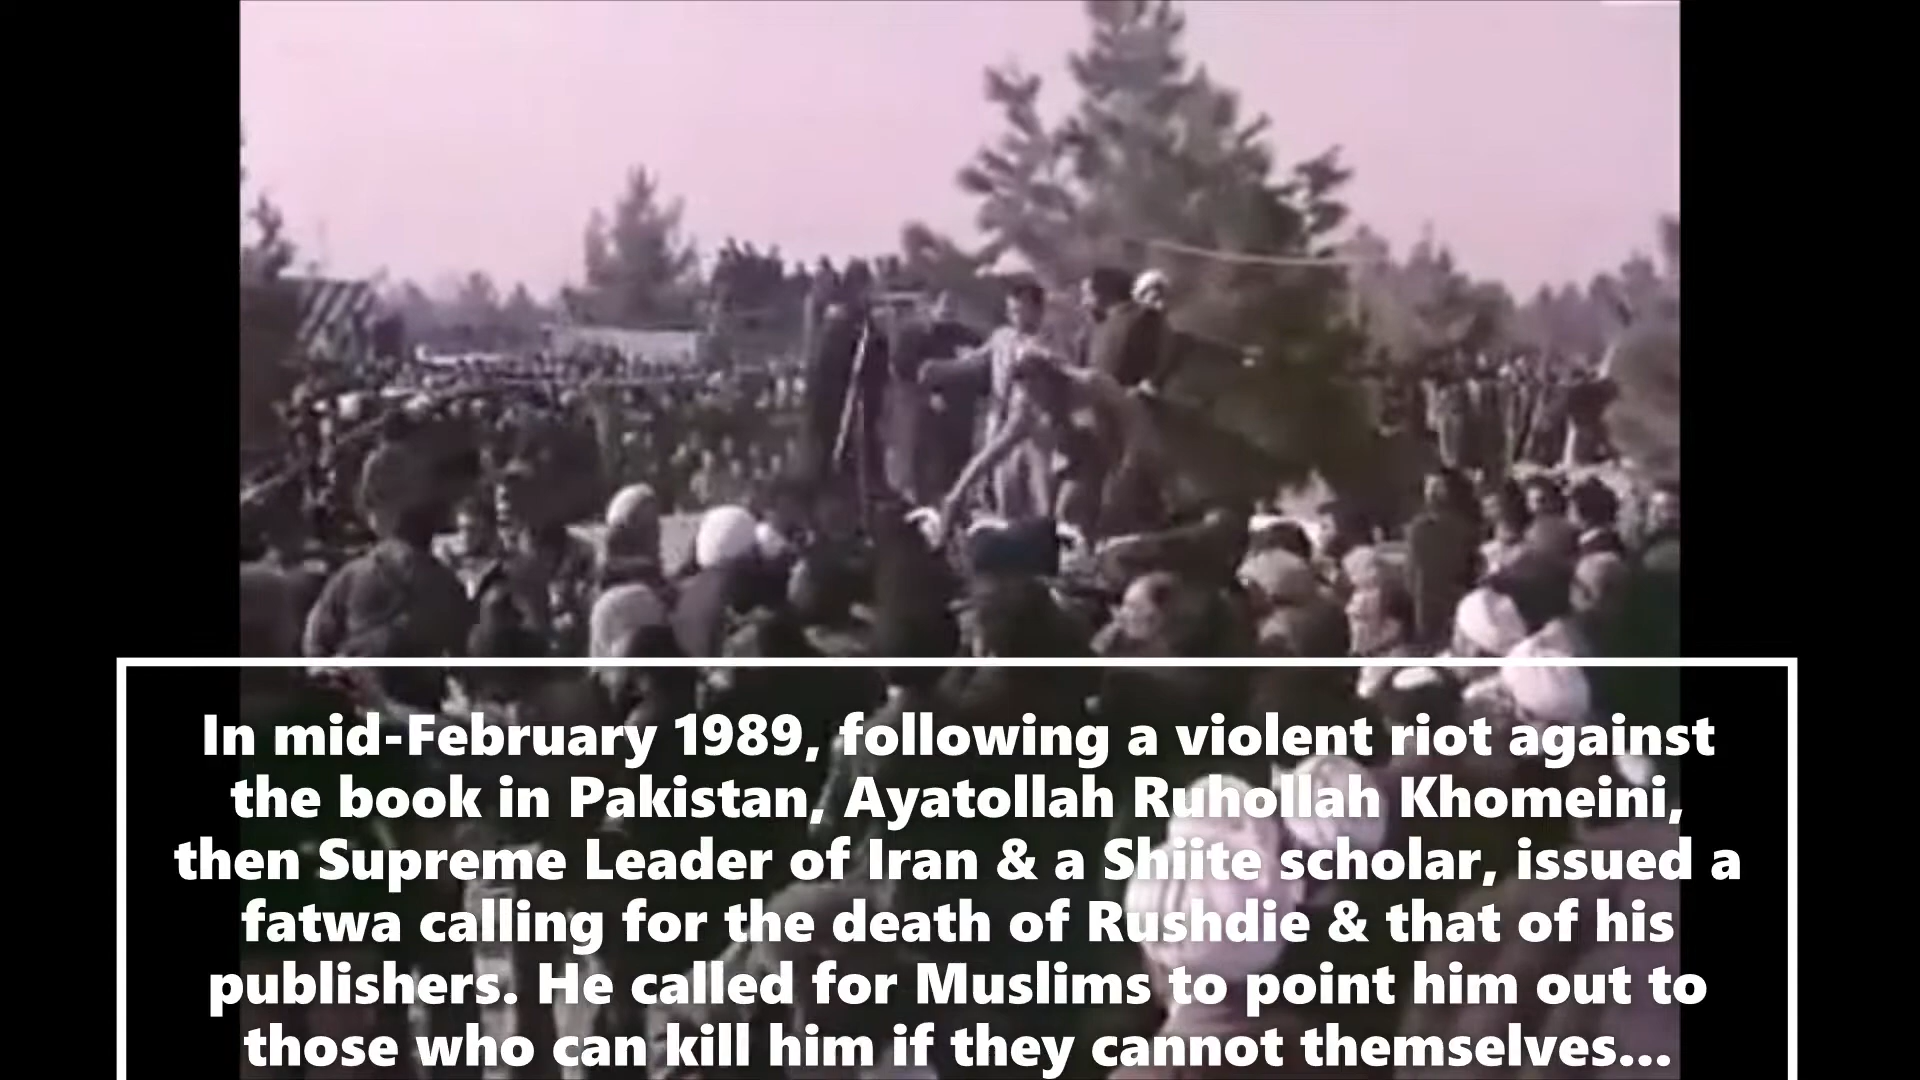 In mid-February 1989, following a violent riot against
the book in Pakistan, Ayatollah Ruhollah Khomeini,
then Supreme Leader of Iran & a Shiite scholar, issued a
fatwa calling for the death of Rushdie & that of his
publishers. He called for Muslims to point him out to
those who can kill him if they cannot themselves...